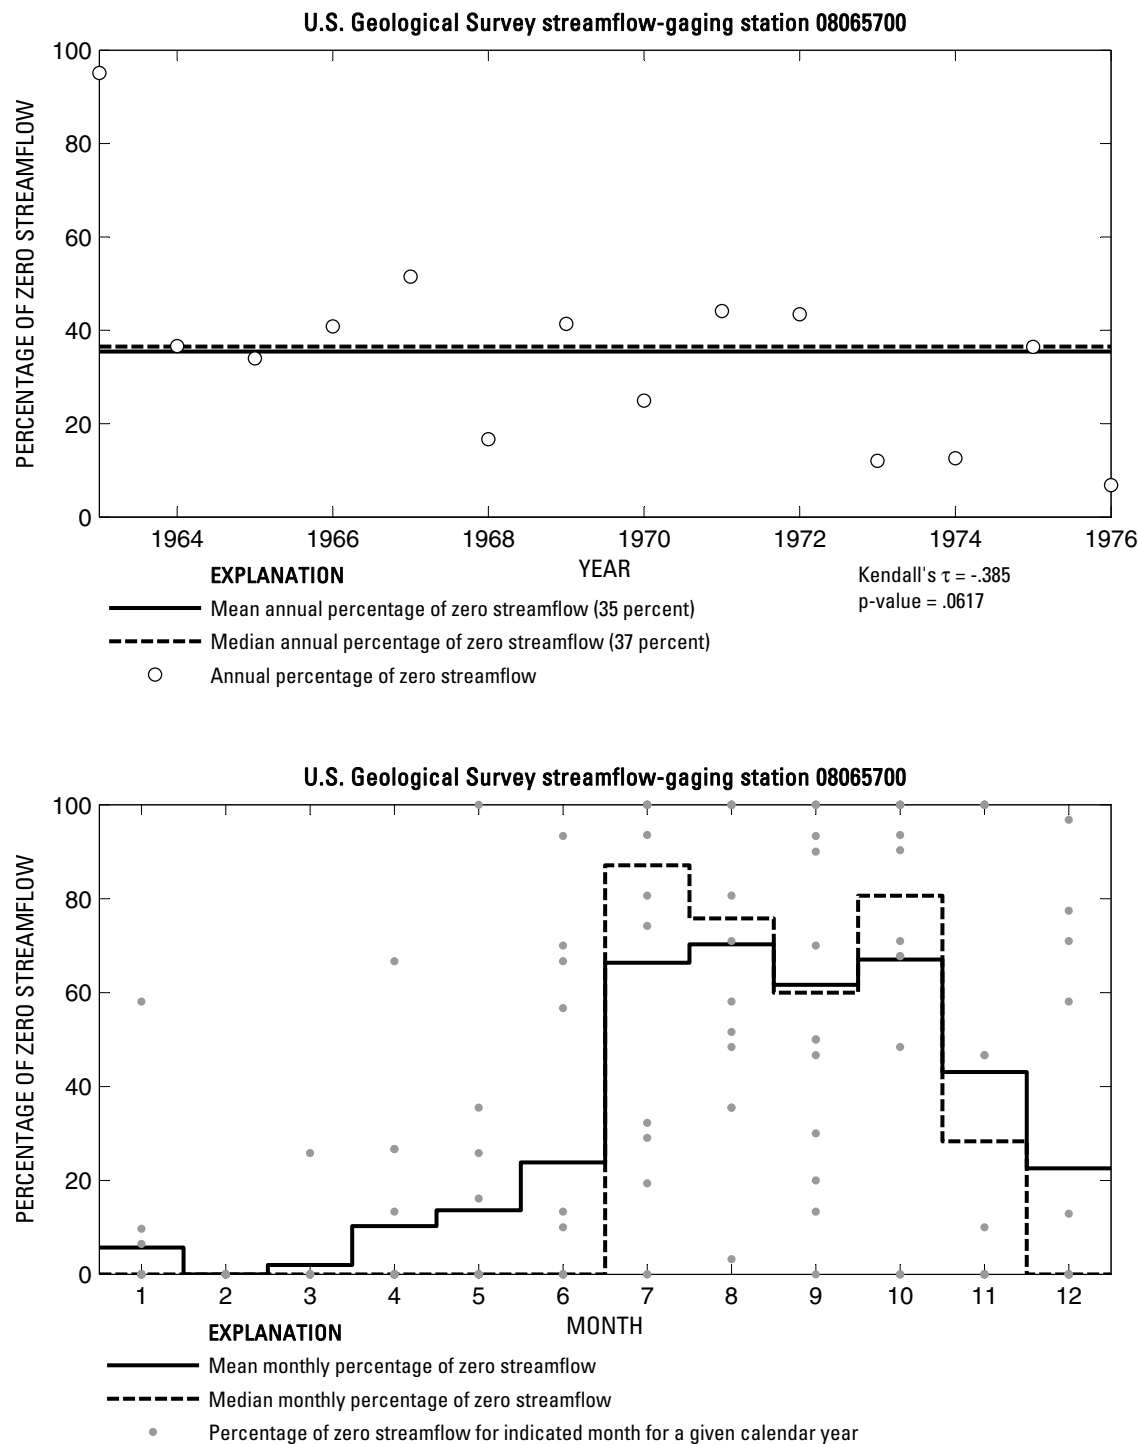 U.S. Geological Survey streamflow-gaging station 08065700
PERCENTAGE OF ZERO STREAMFLOW
100
80
60
40
20
0
1964 1966 1968 1970 1972 1974 1976
YEAR
EXPLANATION
Mean annual percentage of zero streamflow (35 percent)
Median annual percentage of zero streamflow (37 percent)
Annual percentage of zero streamflow
Kendall's τ = -.385
p-value = .0617
U.S. Geological Survey streamflow-gaging station 08065700
PERCENTAGE OF ZERO STREAMFLOW
100
80
60
40
20
0
1 2 3 4 5 6 7 8 9 10 11 12
MONTH
EXPLANATION
Mean monthly percentage of zero streamflow
Median monthly percentage of zero streamflow
Percentage of zero streamflow for indicated month for a given calendar year